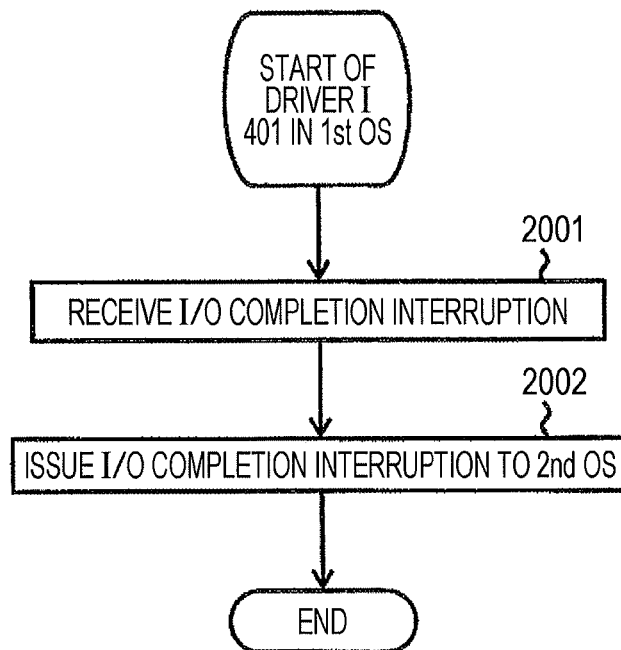 START OF
DRIVER I
401 IN 1st OS
2001
RECEIVE I/O COMPLETION INTERRUPTION
2002
ISSUE I/O COMPLETION INTERRUPTION TO 2nd OS
END